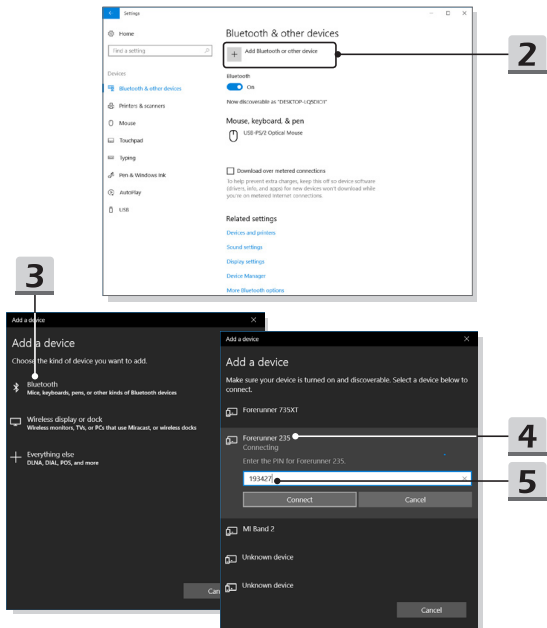 Settings
Home
Find a setting
Devices
Bluetooth & other devices
Printers & scanners
Mouse
Touchpad
Typing
Pen & Windows Ink
AutoPlay
USB
Bluetooth & other devices
Add Bluetooth or other device
Bluetooth
On
Now discoverable as "DESKTOP-LQSDICT"
Mouse, keyboard, & pen
USB-PS/2 Optical Mouse
Download over metered connections
To help prevent extra charges, keep this off so device software
(drivers, info, and apps) for new devices won't download while
you're on metered Internet connections.
Related settings
Devices and printers
Sound settings
Display settings
Device Manager
More Bluetooth options
2
3
Add a device
Add a device
Choose the kind of device you want to add.
Bluetooth
Mice, keyboards, pens, or other kinds of Bluetooth devices
Wireless display or dock
Wireless monitors, TVs, or PCs that use Miracast, or wireless docks
Everything else
DLNA, DIAL, POS, and more
Can
Add a device
Add a device
Make sure your device is turned on and discoverable. Select a device below to
connect.
Forerunner 735XT
Forerunner 235
Connecting
Enter the PIN for Forerunner 235.
193427
Connect
Cancel
MI Band 2
Unknown device
Unknown device
Cancel
4
5